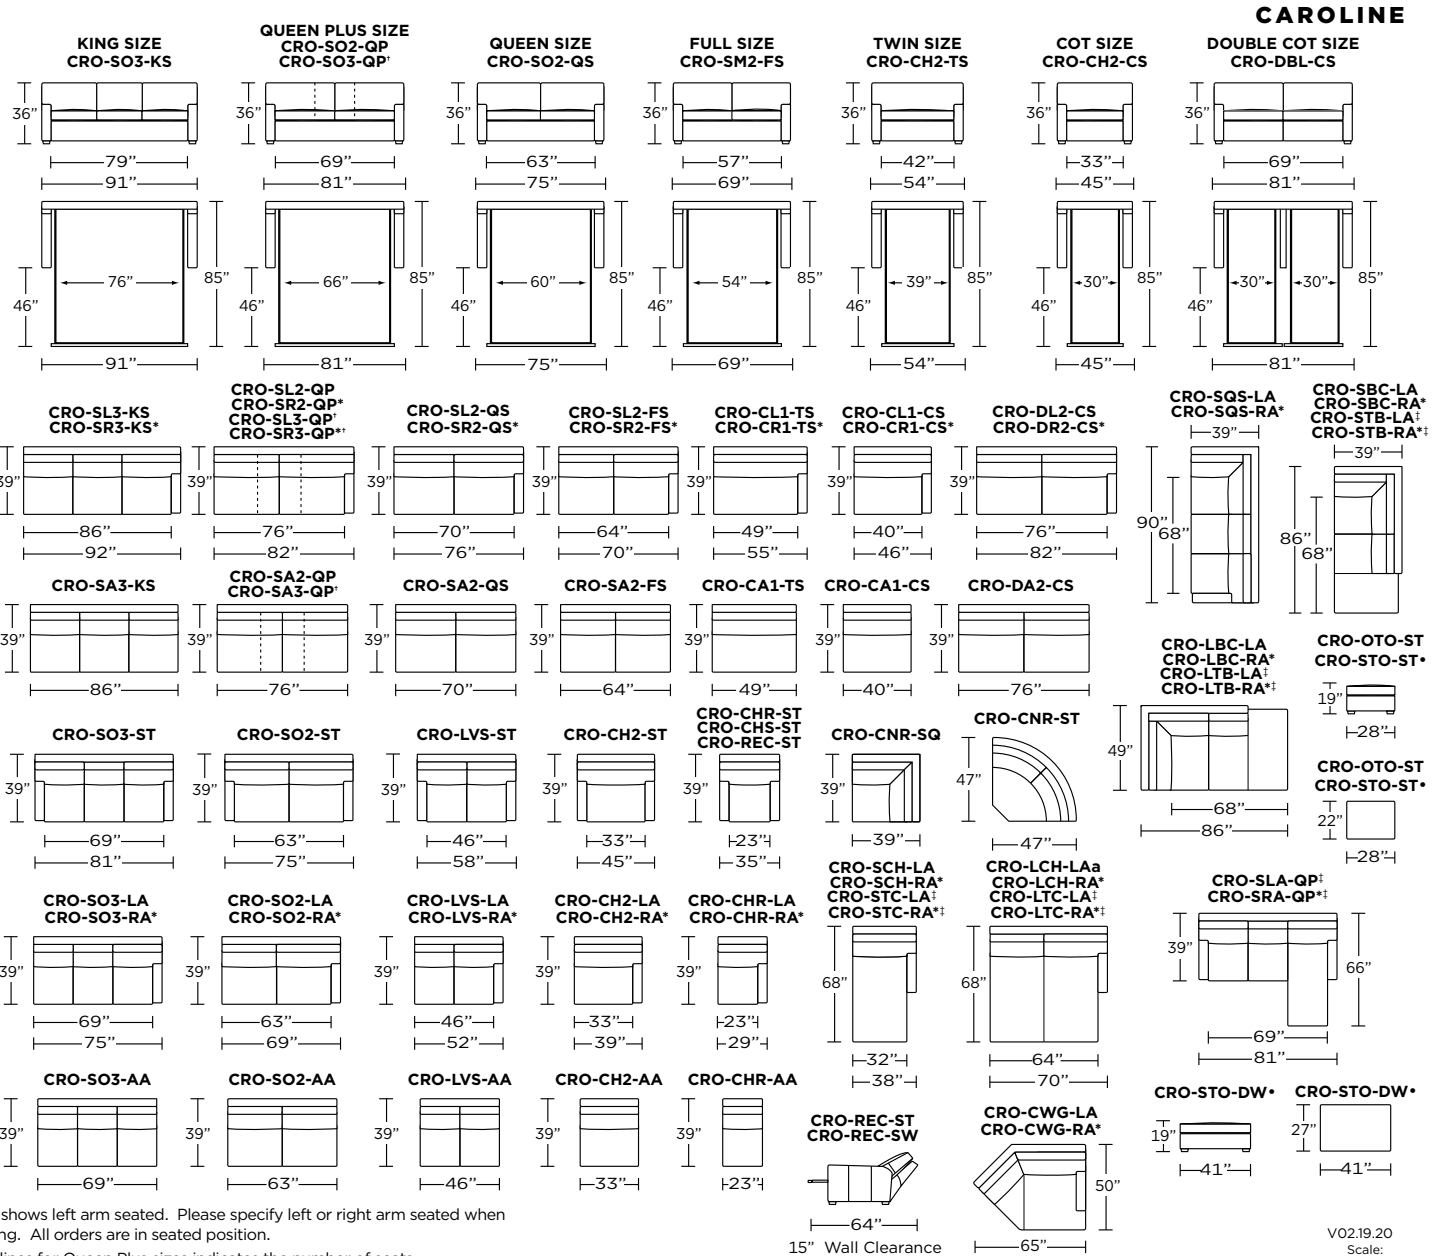 CAROLINE
KING SIZE
CRO-SO3-KS
QUEEN PLUS SIZE
CRO-SO2-QP
CRO-SO3-QP†
QUEEN SIZE
CRO-SO2-QS
FULL SIZE
CRO-SM2-FS
TWIN SIZE
CRO-CH2-TS
COT SIZE
CRO-CH2-CS
DOUBLE COT SIZE
CRO-DBL-CS
36” 36” 36” 36” 36” 36” 36”
79” 69” 63” 57” 42” 33” 69”
91” 81” 75” 69” 54” 45” 81”
76” 85” 66” 85” 60” 85” 54” 85” 39” 85” 30” 85” 30” 30” 85”
46” 46” 46” 46” 46” 46” 46”
91” 81” 75” 69” 54” 45” 81”
CRO-SL3-KS
CRO-SR3-KS*
CRO-SL2-QP
CRO-SR2-QP*
CRO-SL3-QP†
CRO-SR3-QP*†
CRO-SL2-QS
CRO-SR2-QS*
CRO-SL2-FS
CRO-SR2-FS*
CRO-CL1-TS
CRO-CR1-TS*
CRO-CL1-CS
CRO-CR1-CS*
CRO-DL2-CS
CRO-DR2-CS*
CRO-SQS-LA
CRO-SQS-RA*
CRO-SBC-LA
CRO-SBC-RA*
CRO-STB-LA‡
CRO-STB-RA*‡
39” 39”
39” 39” 39” 39” 39” 39” 39”
86” 76” 70” 64” 49” 40” 76”
92” 82” 76” 70” 55” 46” 82”
90” 68” 86” 68”
CRO-SA3-KS
CRO-SA2-QP
CRO-SA3-QP†
CRO-SA2-QS
CRO-SA2-FS
CRO-CA1-TS
CRO-CA1-CS
CRO-DA2-CS
39” 39” 39” 39” 39” 39” 39”
86” 76” 70” 64” 49” 40” 76”
CRO-LBC-LA
CRO-LBC-RA*
CRO-LTB-LA‡
CRO-LTB-RA*‡
49”
68”
86”
CRO-OTO-ST
CRO-STO-ST•
19”
28”
CRO-OTO-ST
CRO-STO-ST•
22”
28”
CRO-SO3-ST
CRO-SO2-ST
CRO-LVS-ST
CRO-CH2-ST
CRO-CHR-ST
CRO-CHS-ST
CRO-REC-ST
CRO-CNR-SQ
CRO-CNR-ST
39” 39” 39” 39” 39” 39” 47”
69” 63” 46” 33” 23” 39” 47”
81” 75” 58” 45” 35”
CRO-SO3-LA
CRO-SO3-RA*
CRO-SO2-LA
CRO-SO2-RA*
CRO-LVS-LA
CRO-LVS-RA*
CRO-CH2-LA
CRO-CH2-RA*
CRO-CHR-LA
CRO-CHR-RA*
CRO-SCH-LA
CRO-SCH-RA*
CRO-STC-LA‡
CRO-STC-RA*‡
CRO-LCH-LAa
CRO-LCH-RA*
CRO-LTC-LA‡
CRO-LTC-RA*‡
CRO-SLA-QP‡
CRO-SRA-QP*‡
39” 39” 39” 39” 39” 68” 68” 39” 66”
69” 63” 46” 33” 23” 32” 64” 69”
75” 69” 52” 39” 29” 38” 70” 81”
CRO-SO3-AA
CRO-SO2-AA
CRO-LVS-AA
CRO-CH2-AA
CRO-CHR-AA
39” 39” 39” 39” 39”
69” 63” 46” 33” 23”
CRO-REC-ST
CRO-REC-SW
64”
15” Wall Clearance
CRO-CWG-LA
CRO-CWG-RA*
50”
65”
CRO-STO-DW•
19”
41”
CRO-STO-DW•
27”
41”
shows left arm seated. Please specify left or right arm seated when
ng. All orders are in seated position.
V02.19.20
Scale: